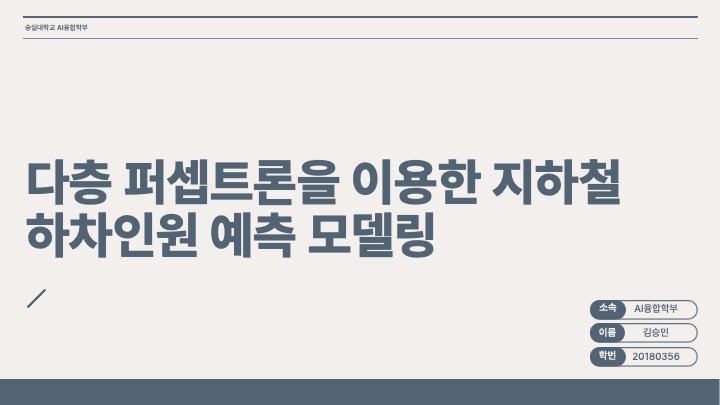 숭실대학교 AI융합학부
다층 퍼셉트론을 이용한 지하철
하차인원 예측 모델링
소속 AI융합학부
이름 김승민
학번 20180356